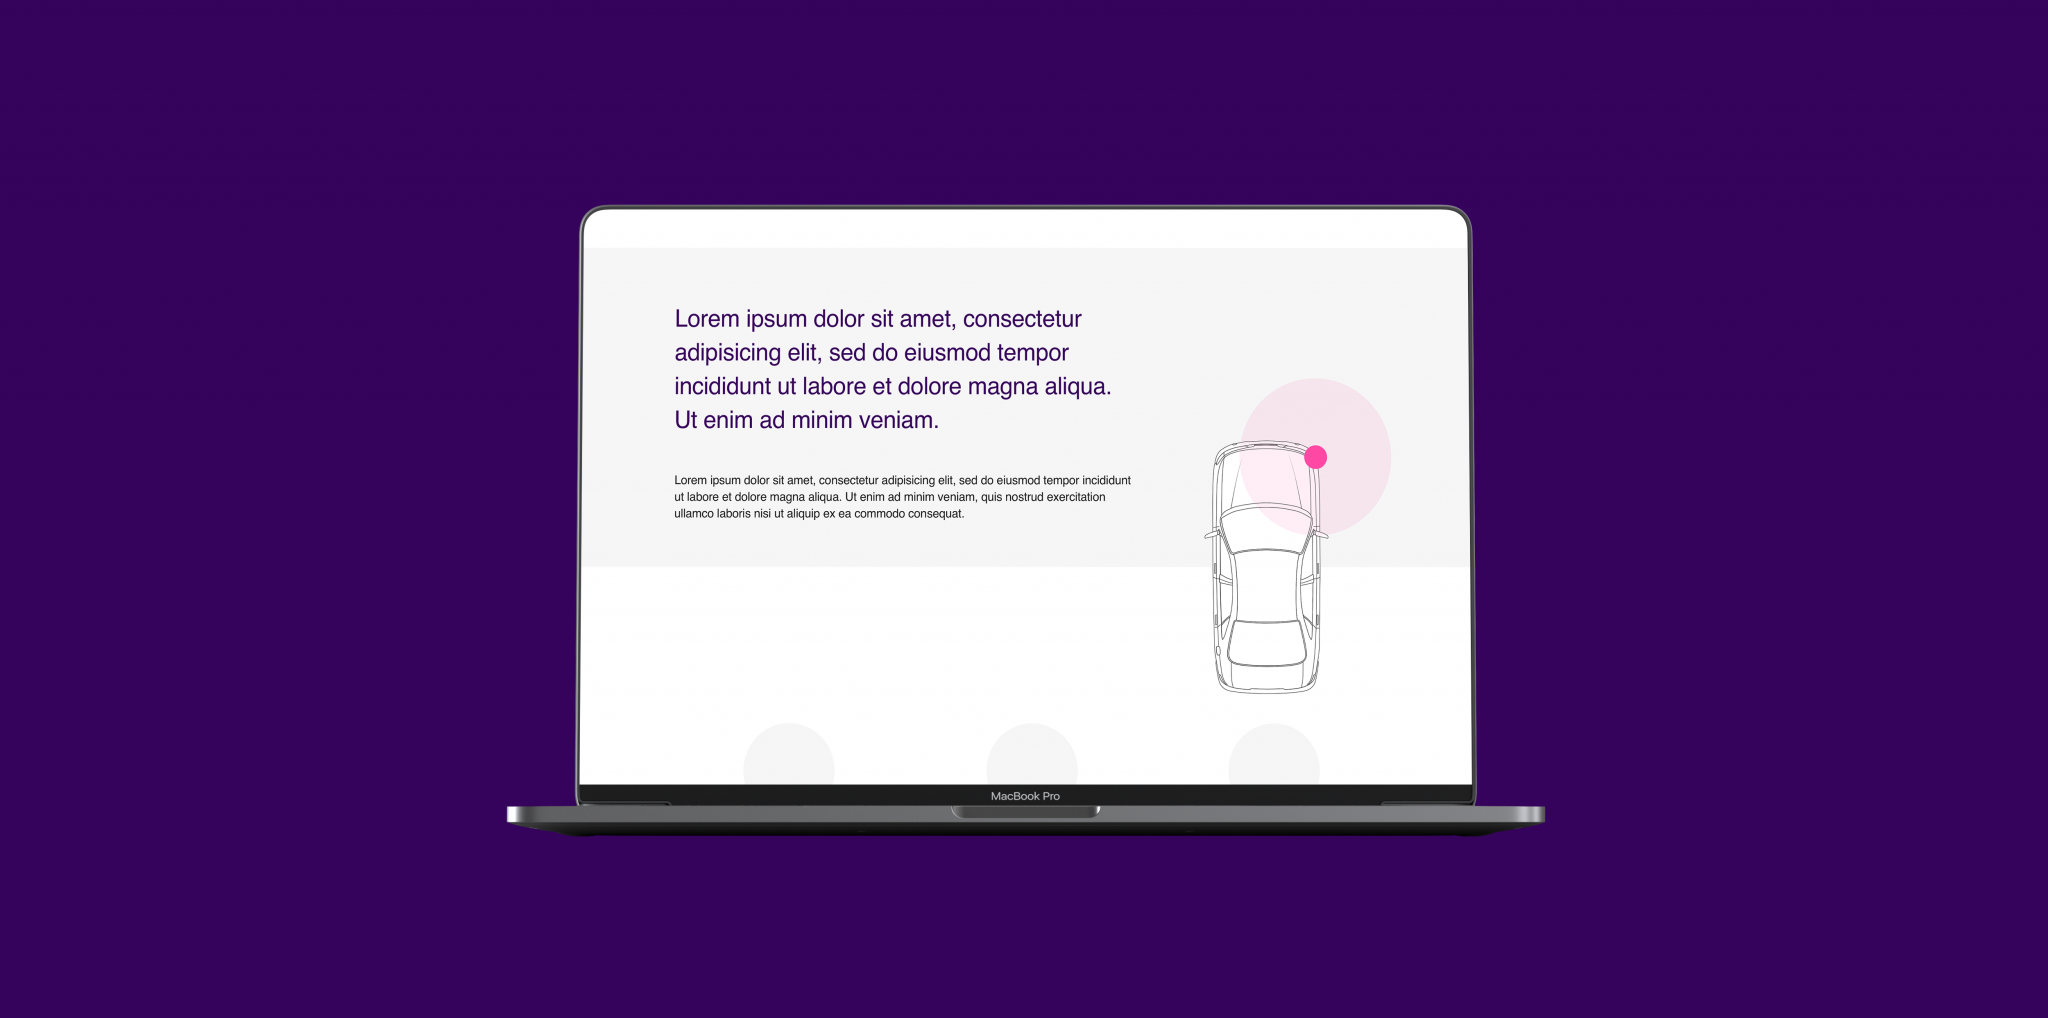 Lorem ipsum dolor sit amet, consectetur
adipisicing elit, sed do eiusmod tempor
incididunt ut labore et dolore magna aliqua.
Ut enim ad minim veniam.
Lorem ipsum dolor sit amet, consectetur adipisicing elit, sed do eiusmod tempor incididunt
ut labore et dolore magna aliqua. Ut enim ad minim veniam, quis nostrud exercitation
ullamco laboris nisi ut aliquip ex ea commodo consequat.
MacBook Pro